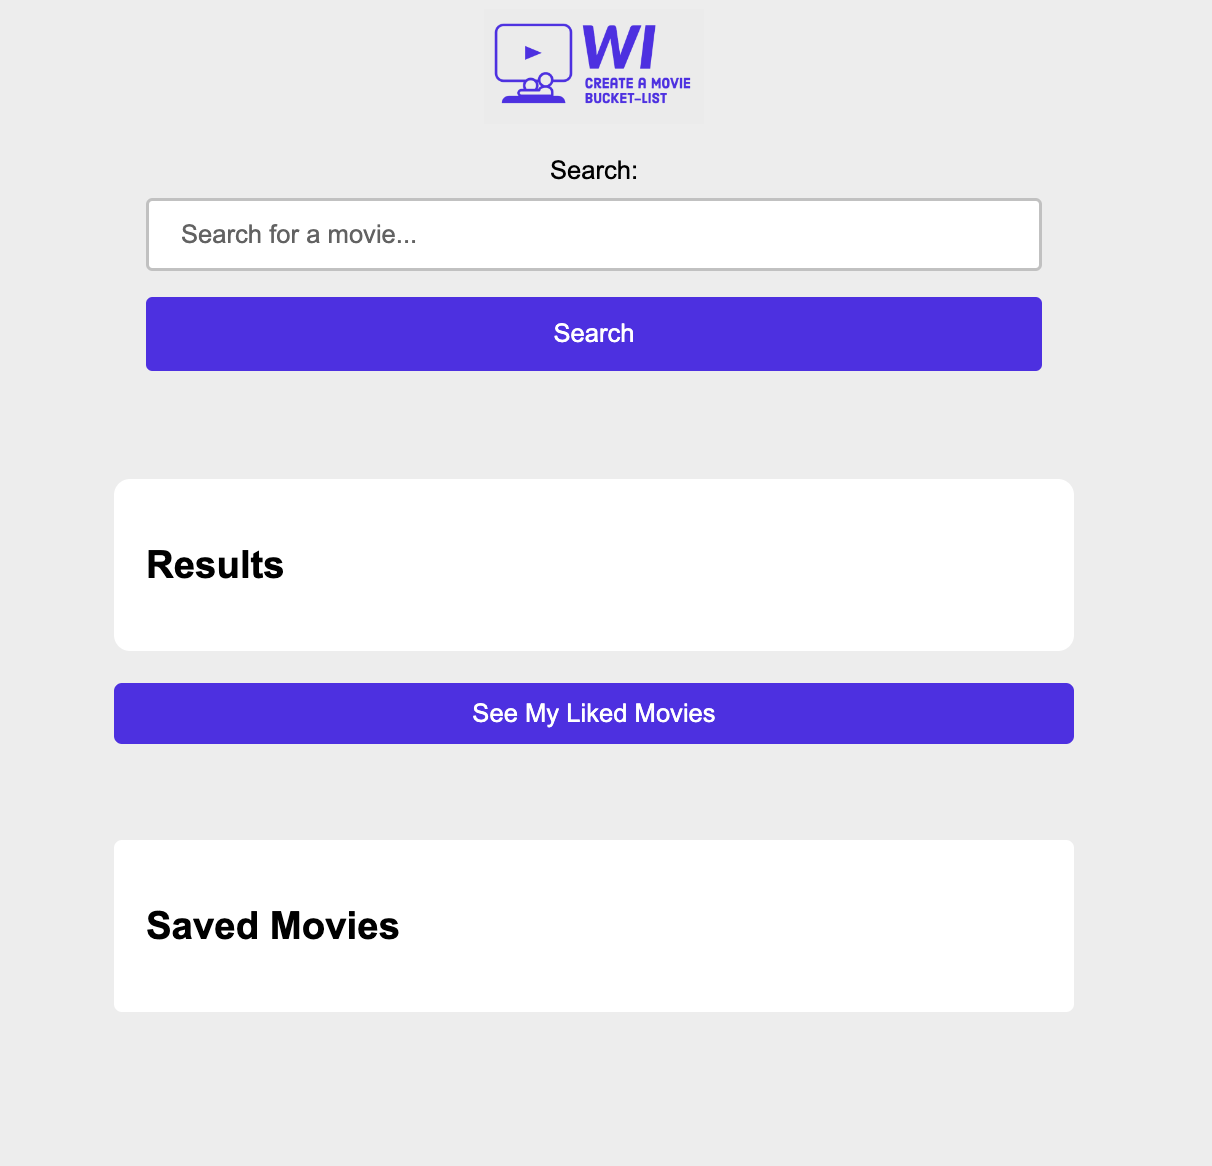 WI
CREATE A MOVIE
BUCKET-LIST
Search:
Search for a movie...
Search
Results
See My Liked Movies
Saved Movies